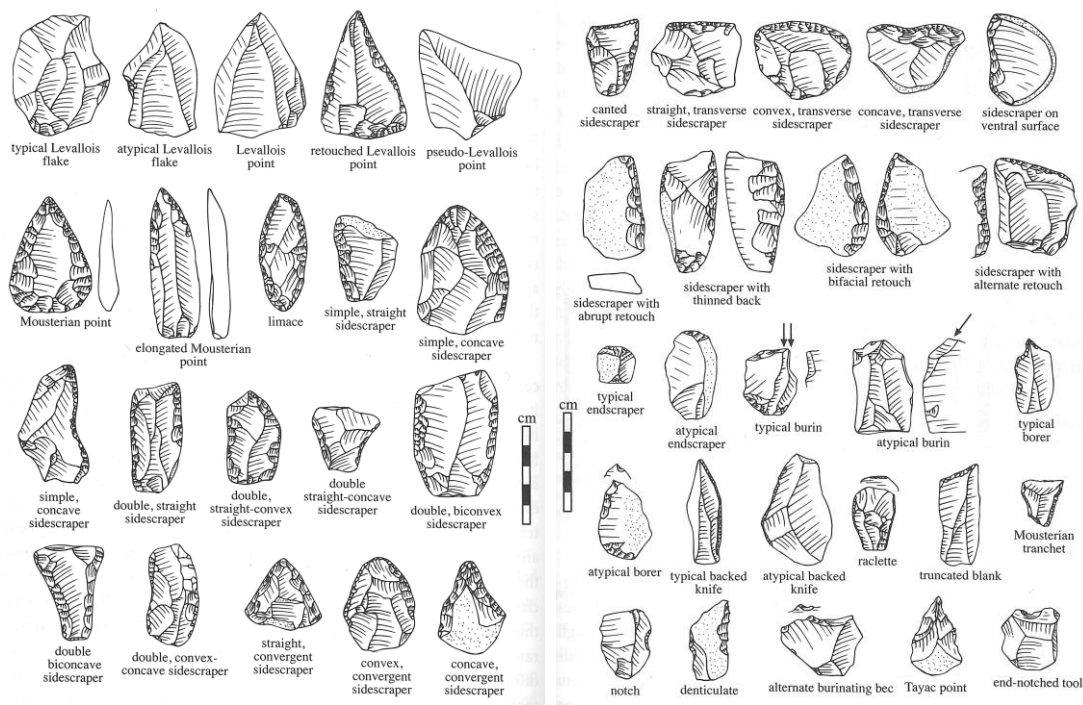 typical Levallois
flake
atypical Levallois
flake
Levallois
point
retouched Levallois
point
pseudo-Levallois
point
Mousterian point
elongated Mousterian
point
limace
simple, straight
sidescraper
simple, concave
sidescraper
simple,
concave
sidescraper
double, straight
sidescraper
double,
straight-convex
sidescraper
double
straight-concave
sidescraper
double, biconvex
sidescraper
cm
double
biconcave
sidescraper
double, convex-
concave sidescraper
straight,
convergent
sidescraper
convex,
convergent
sidescraper
concave,
convergent
sidescraper
canted
sidescraper
straight, transverse
sidescraper
convex, transverse
sidescraper
concave, transverse
sidescraper
sidescraper on
ventral surface
sidescraper with
abrupt retouch
sidescraper with
thinned back
sidescraper with
bifacial retouch
sidescraper with
alternate retouch
cm
typical
endscraper
atypical
endscraper
typical burin
atypical burin
typical
borer
atypical borer
typical backed
knife
atypical backed
knife
raclette
truncated blank
Mousterian
tranchet
notch
denticulate
alternate burinating bec
Tayac point
end-notched tool